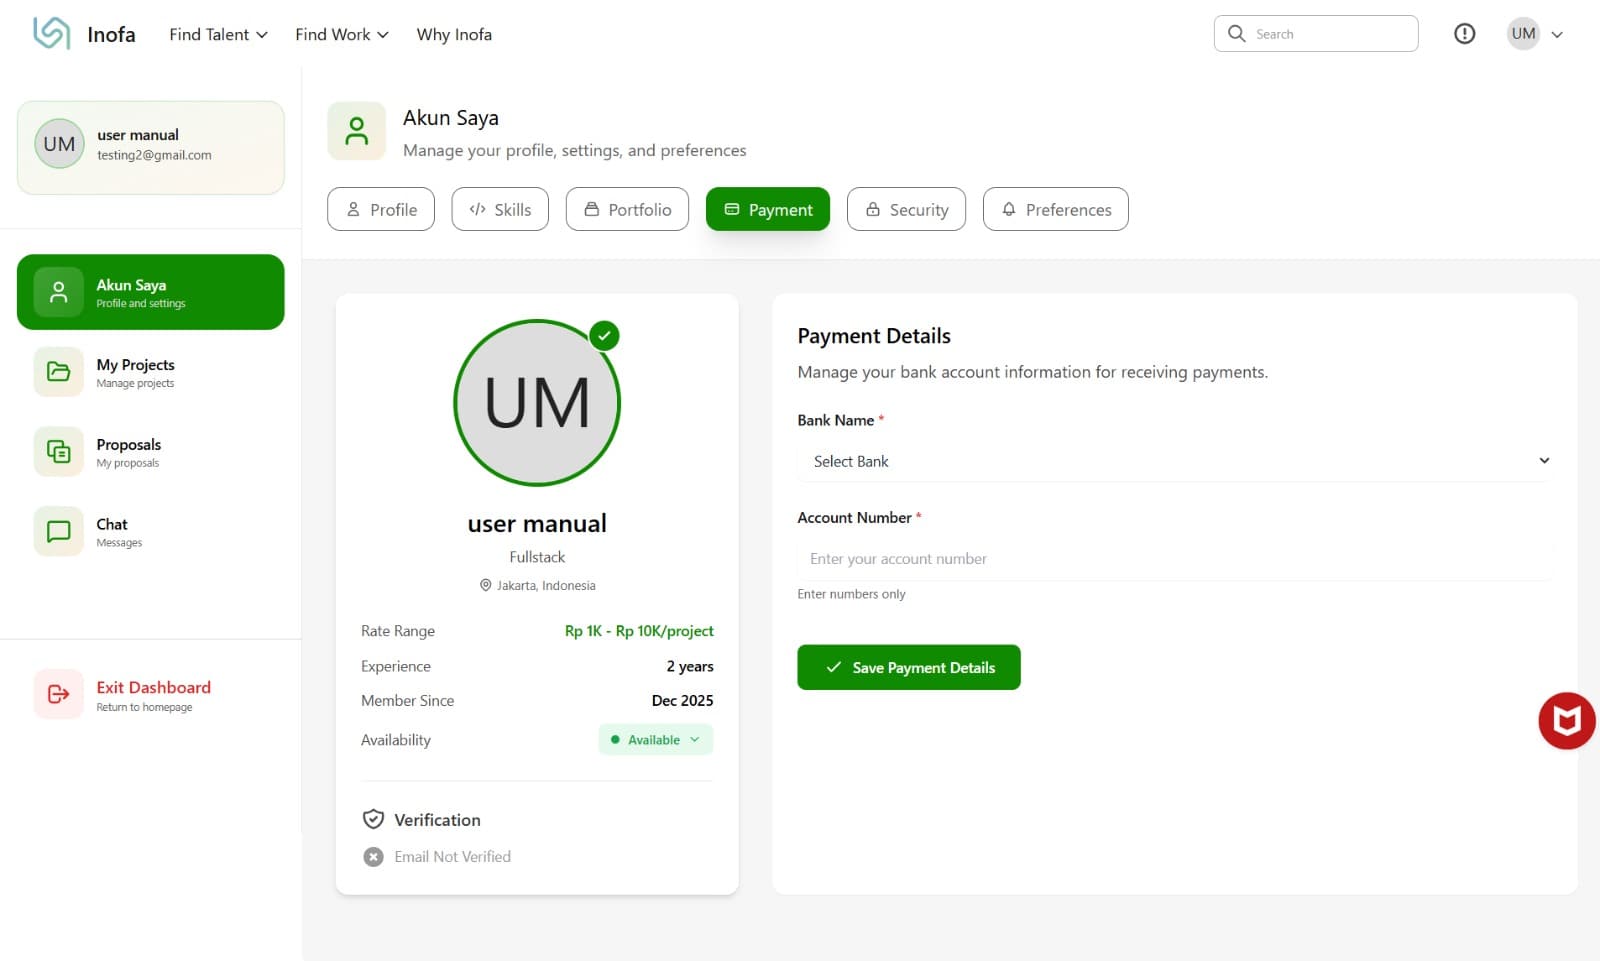 Inofa
Find Talent
Find Work
Why Inofa
Search
UM
UM
user manual
testing2@gmail.com
Akun Saya
Profile and settings
My Projects
Manage projects
Proposals
My proposals
Chat
Messages
Exit Dashboard
Return to homepage
Akun Saya
Manage your profile, settings, and preferences
Profile
Skills
Portfolio
Payment
Security
Preferences
UM
user manual
Fullstack
Jakarta, Indonesia
Rate Range Rp 1K - Rp 10K/project
Experience 2 years
Member Since Dec 2025
Availability Available
Verification
Email Not Verified
Payment Details
Manage your bank account information for receiving payments.
Bank Name *
Select Bank
Account Number *
Enter your account number
Enter numbers only
Save Payment Details